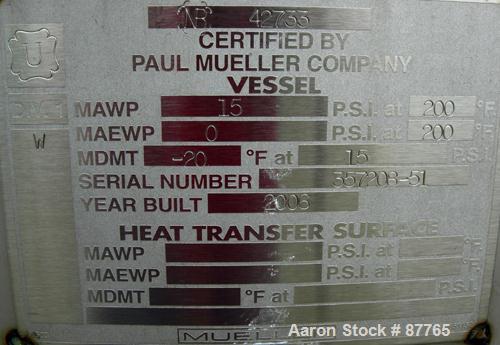 NB 42733
U
CERTIFIED BY
PAUL MUELLER COMPANY
VESSEL
MAWP 15 P.S.I. at 200 °F
W MAEWP 0 P.S.I. at 200 °F
MDMT -20 °F at 15 P.S.I.
SERIAL NUMBER 357208-51
YEAR BUILT 2006
HEAT TRANSFER SURFACE
MAWP P.S.I. at °F
MAEWP P.S.I. at °F
MDMT °F at P.S.I.
MUELLER
Aaron Stock # 87765